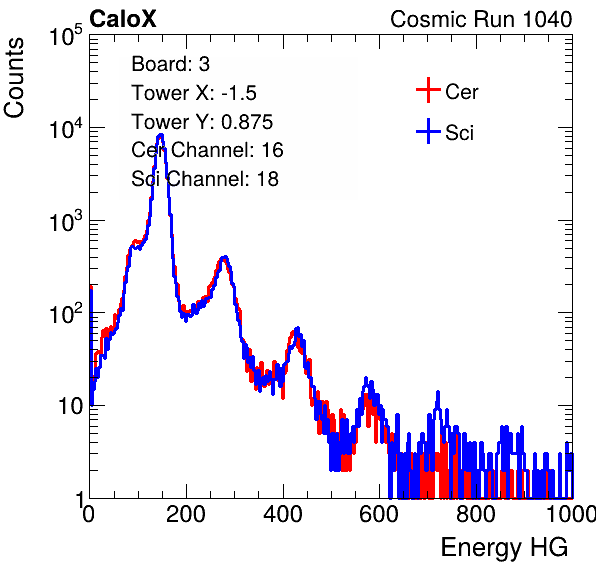 CaloX Cosmic Run 1040
Counts
Board: 3
Tower X: -1.5
Tower Y: 0.875
Cer Channel: 16
Sci Channel: 18
Cer
Sci
10^5
10^4
10^3
10^2
10
1
0 200 400 600 800 1000
Energy HG